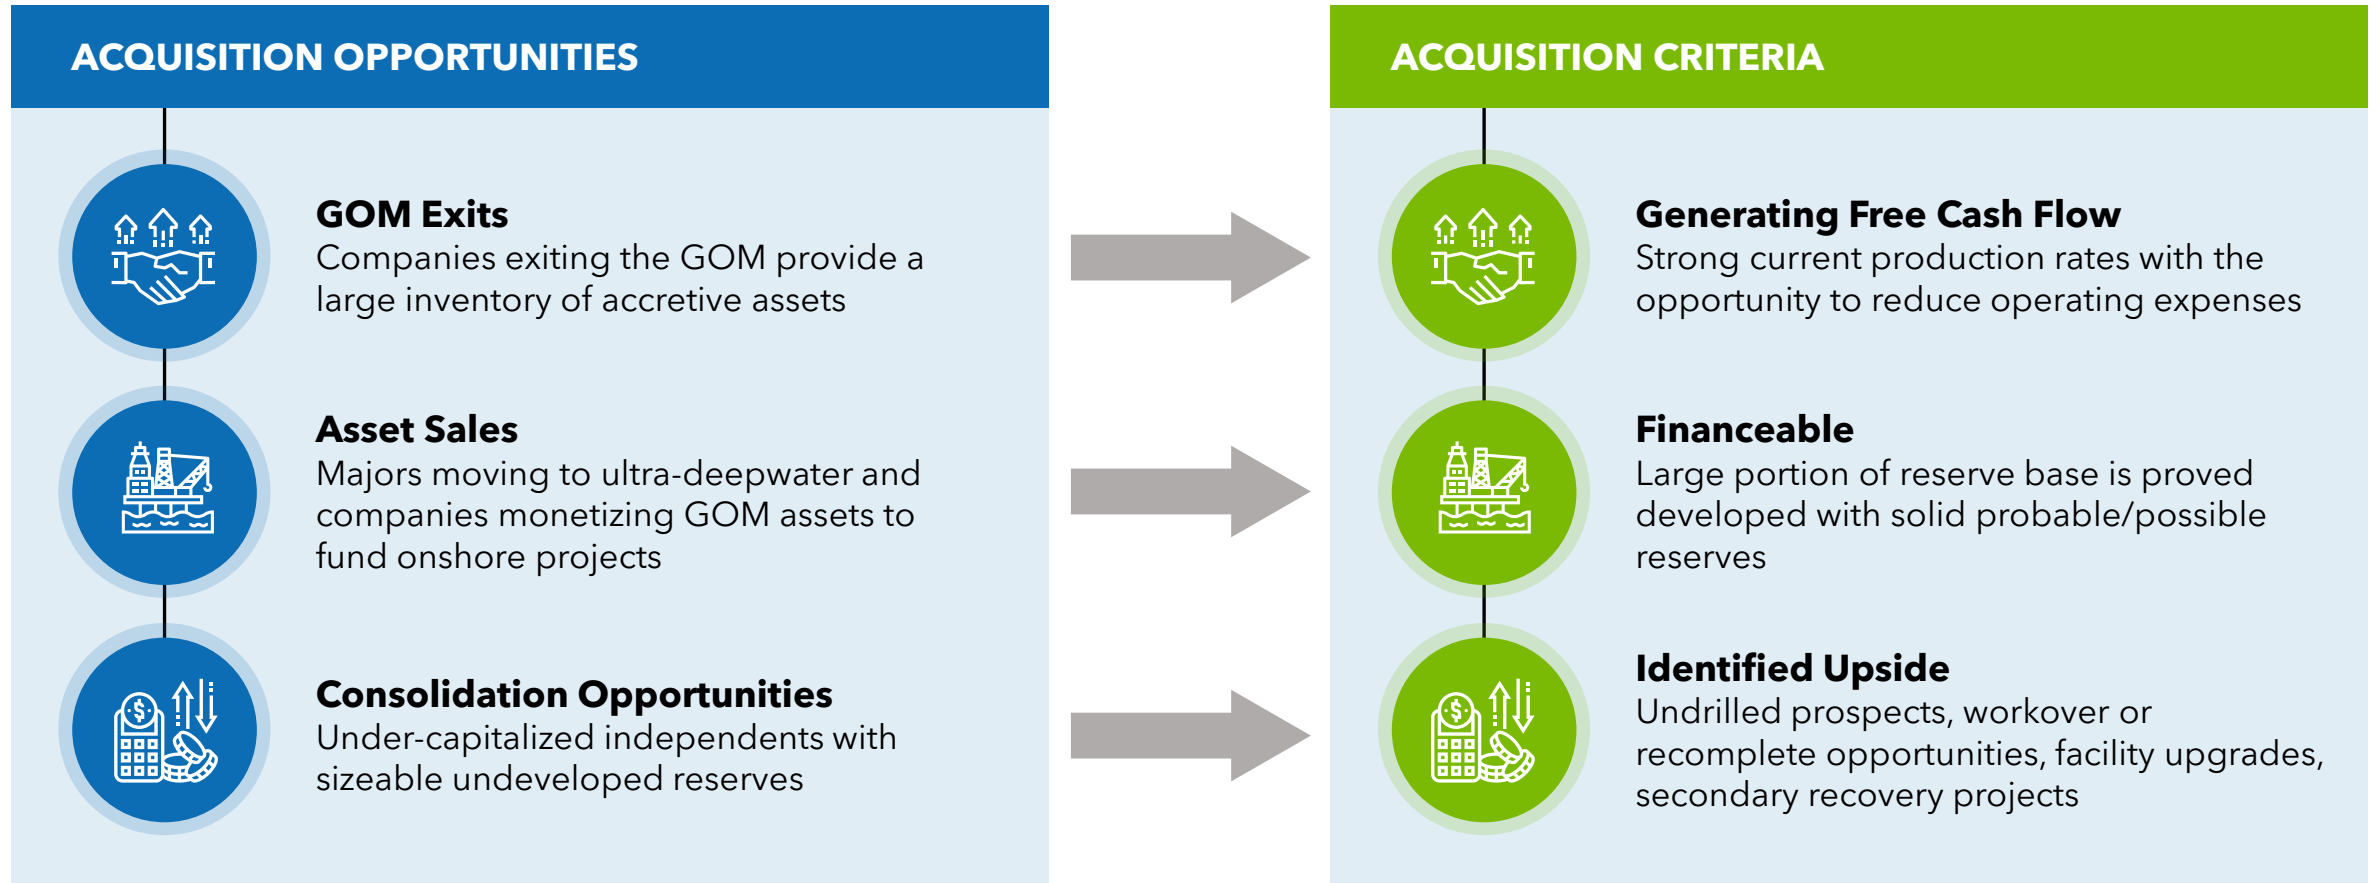 ACQUISITION OPPORTUNITIES
GOM Exits
Companies exiting the GOM provide a
large inventory of accretive assets
Asset Sales
Majors moving to ultra-deepwater and
companies monetizing GOM assets to
fund onshore projects
Consolidation Opportunities
Under-capitalized independents with
sizeable undeveloped reserves
ACQUISITION CRITERIA
Generating Free Cash Flow
Strong current production rates with the
opportunity to reduce operating expenses
Financeable
Large portion of reserve base is proved
developed with solid probable/possible
reserves
Identified Upside
Undrilled prospects, workover or
recomplete opportunities, facility upgrades,
secondary recovery projects